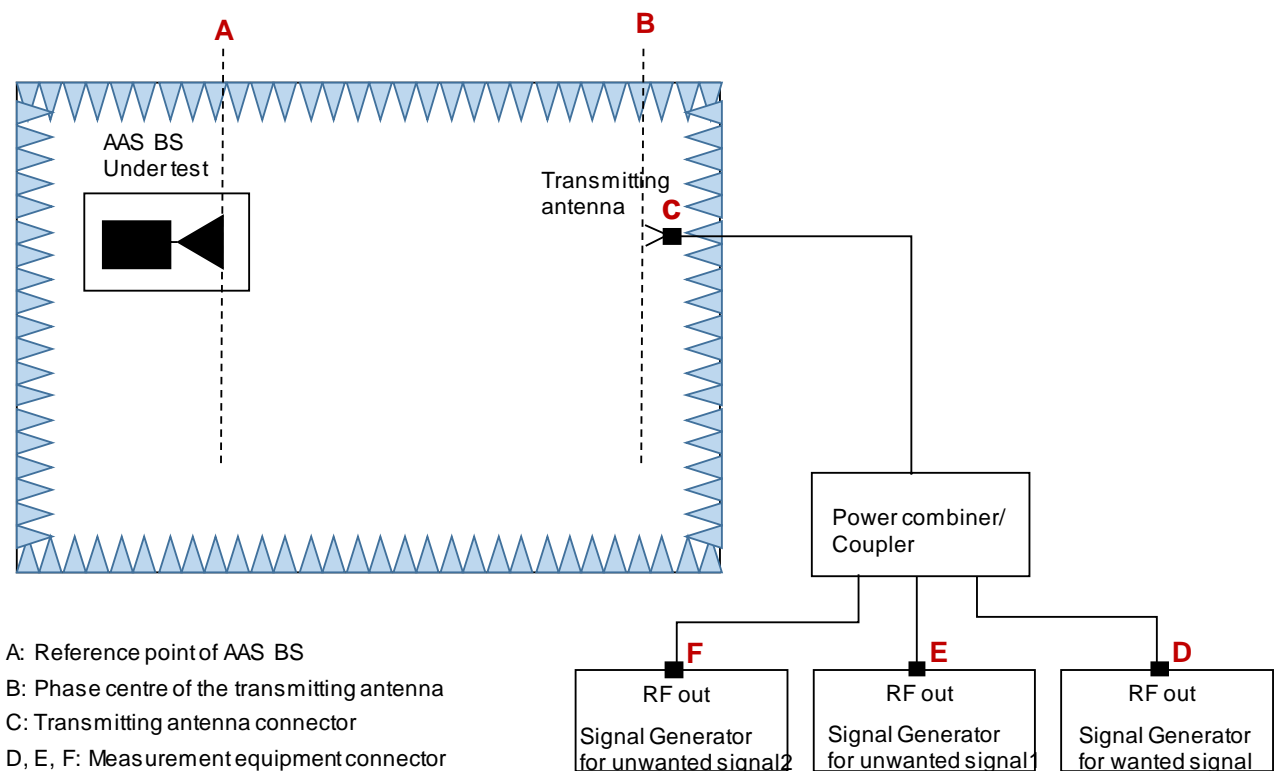 A
B
AAS BS
Under test
Transmitting
antenna
C
Power combiner/
Coupler
A: Reference point of AAS BS
B: Phase centre of the transmitting antenna
C: Transmitting antenna connector
D, E, F: Measurement equipment connector
F
RF out
Signal Generator
for unwanted signal2
E
RF out
Signal Generator
for unwanted signal1
D
RF out
Signal Generator
for wanted signal